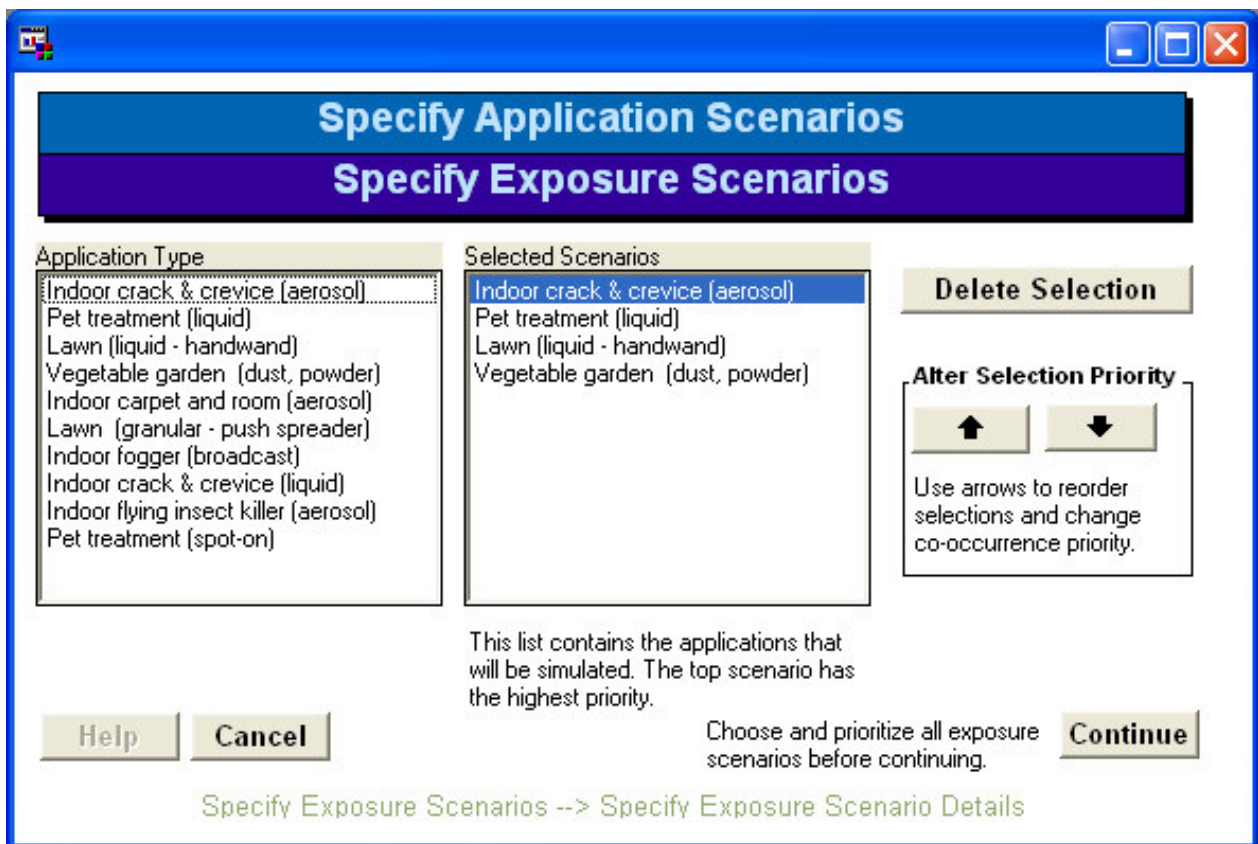 Specify Application Scenarios
Specify Exposure Scenarios
Application Type
Indoor crack & crevice (aerosol)
Pet treatment (liquid)
Lawn (liquid - handwand)
Vegetable garden  (dust, powder)
Indoor carpet and room (aerosol)
Lawn  (granular - push spreader)
Indoor fogger (broadcast)
Indoor crack & crevice (liquid)
Indoor flying insect killer (aerosol)
Pet treatment (spot-on)
Selected Scenarios
Indoor crack & crevice (aerosol)
Pet treatment (liquid)
Lawn (liquid - handwand)
Vegetable garden  (dust, powder)
This list contains the applications that
will be simulated. The top scenario has
the highest priority.
Delete Selection
Alter Selection Priority
Use arrows to reorder
selections and change
co-occurrence priority.
Help
Cancel
Choose and prioritize all exposure
scenarios before continuing.
Continue
Specify Exposure Scenarios --> Specify Exposure Scenario Details